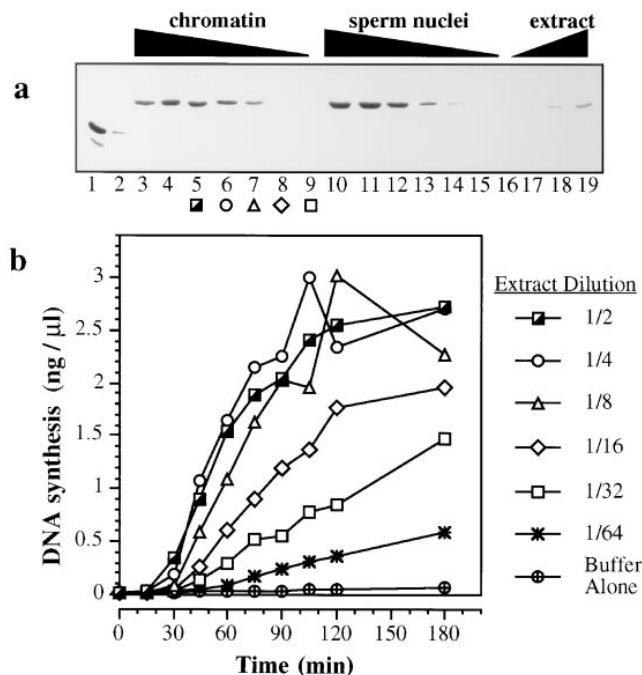 chromatin sperm nuclei extract
a
1 2 3 4 5 6 7 8 9 10 11 12 13 14 15 16 17 18 19
b
Extract Dilution
1/2
1/4
1/8
1/16
1/32
1/64
Buffer
Alone
DNA synthesis (ng / µl)
3
2.5
2
1.5
1
0.5
0
0 30 60 90 120 150 180
Time (min)